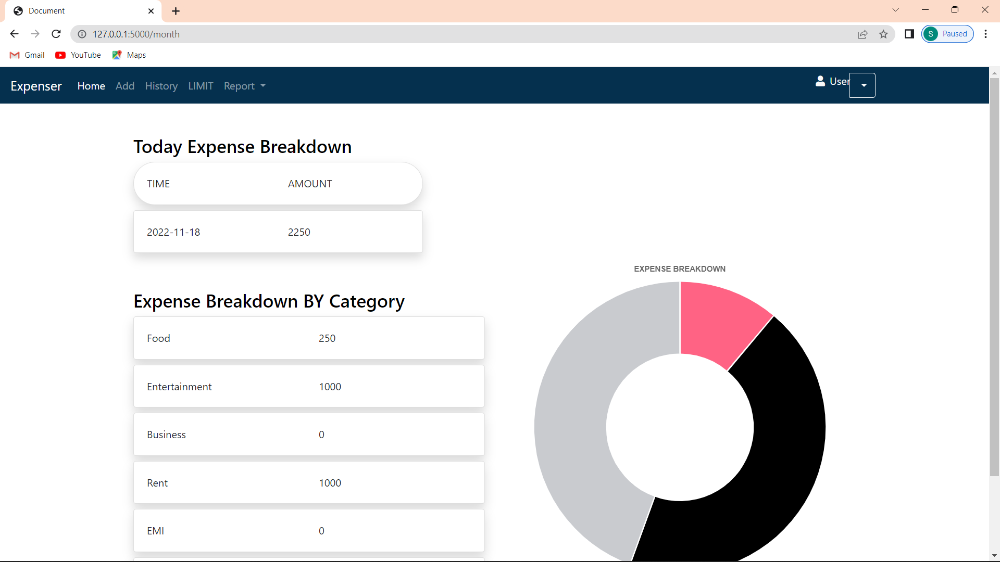 Document
127.0.0.1:5000/month
S Paused
Gmail YouTube Maps
Expenser Home Add History LIMIT Report User
Today Expense Breakdown
TIME AMOUNT
2022-11-18 2250
EXPENSE BREAKDOWN
Expense Breakdown BY Category
Food 250
Entertainment 1000
Business 0
Rent 1000
EMI 0